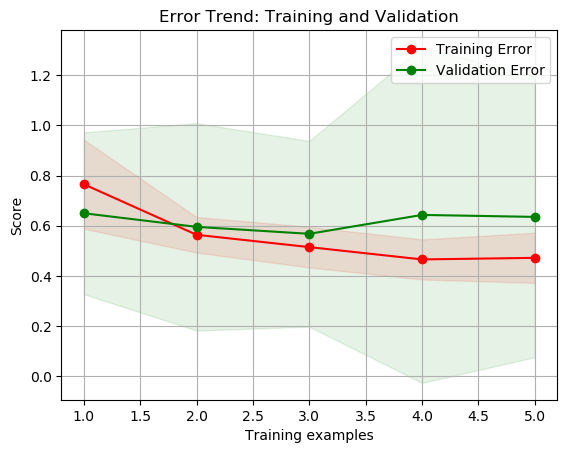 Error Trend: Training and Validation
Training Error
Validation Error
Score
1.2
1.0
0.8
0.6
0.4
0.2
0.0
1.0 1.5 2.0 2.5 3.0 3.5 4.0 4.5 5.0
Training examples